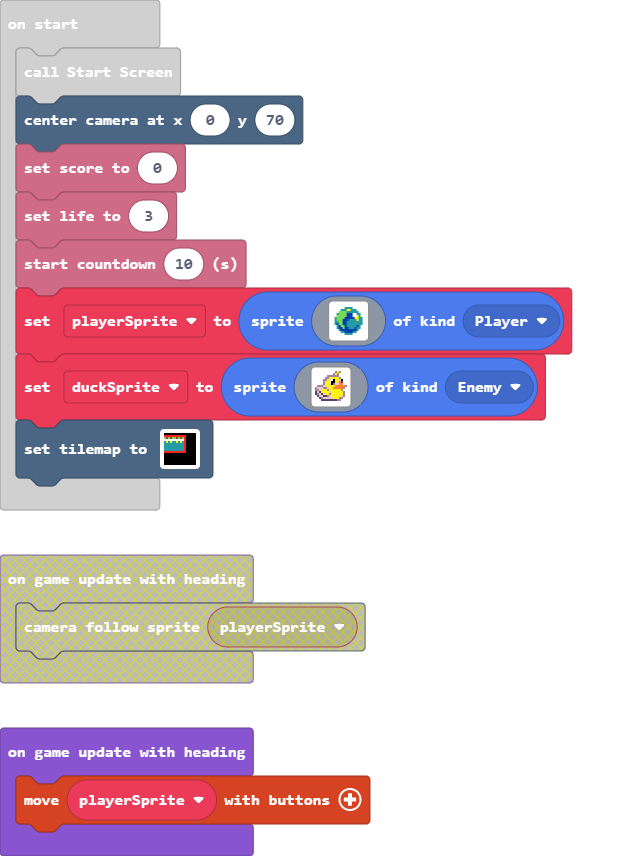 on start
call Start Screen
center camera at x 0 y 70
set score to 0
set life to 3
start countdown 10 (s)
set playerSprite to sprite of kind Player
set duckSprite to sprite of kind Enemy
set tilemap to
on game update with heading
camera follow sprite playerSprite
on game update with heading
move playerSprite with buttons